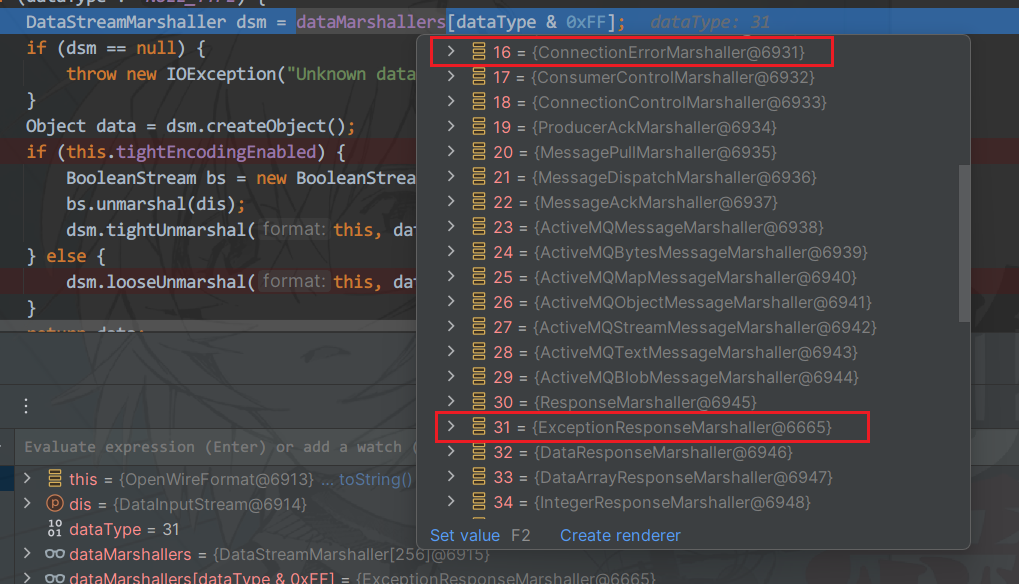 DataStreamMarshaller dsm = dataMarshallers[dataType & 0xFF]; dataType: 31
if (dsm == null) {
throw new IOException("Unknown data
}
Object data = dsm.createObject();
if (this.tightEncodingEnabled) {
BooleanStream bs = new BooleanStrea
bs.unmarshal(dis);
dsm.tightUnmarshal( format: this, dat
} else {
dsm.looseUnmarshal( format: this, dat
}
return data;
16 = {ConnectionErrorMarshaller@6931}
17 = {ConsumerControlMarshaller@6932}
18 = {ConnectionControlMarshaller@6933}
19 = {ProducerAckMarshaller@6934}
20 = {MessagePullMarshaller@6935}
21 = {MessageDispatchMarshaller@6936}
22 = {MessageAckMarshaller@6937}
23 = {ActiveMQMessageMarshaller@6938}
24 = {ActiveMQBytesMessageMarshaller@6939}
25 = {ActiveMQMapMessageMarshaller@6940}
26 = {ActiveMQObjectMessageMarshaller@6941}
27 = {ActiveMQStreamMessageMarshaller@6942}
28 = {ActiveMQTextMessageMarshaller@6943}
29 = {ActiveMQBlobMessageMarshaller@6944}
30 = {ResponseMarshaller@6945}
31 = {ExceptionResponseMarshaller@6665}
32 = {DataResponseMarshaller@6946}
33 = {DataArrayResponseMarshaller@6947}
34 = {IntegerResponseMarshaller@6948}
Set value F2 Create renderer
Evaluate expression (Enter) or add a watch (
this = {OpenWireFormat@6913} ... toString()
dis = {DataInputStream@6914}
dataType = 31
dataMarshallers = {DataStreamMarshaller[256]@6915}
dataMarshallers[dataType & 0xFF] = {ExceptionResponseMarshaller@6665}